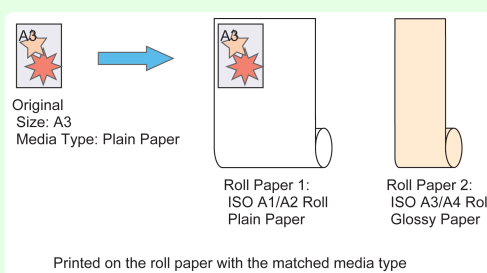 A3
A3
Original
Size: A3
Media Type: Plain Paper
Roll Paper 1:
ISO A1/A2 Roll
Plain Paper
Roll Paper 2:
ISO A3/A4 Rol
Glossy Paper
Printed on the roll paper with the matched media type